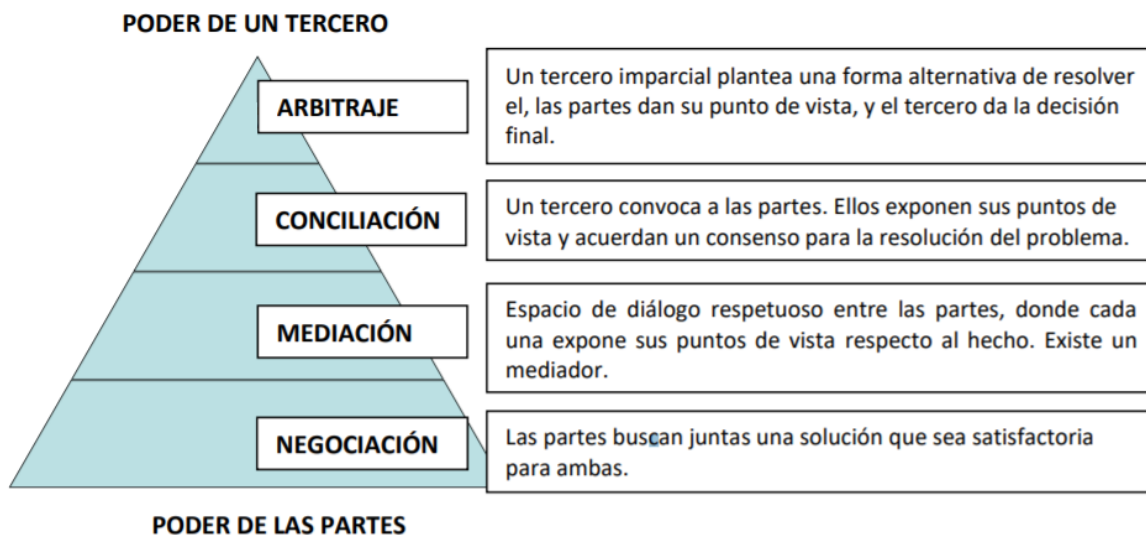 PODER DE UN TERCERO
ARBITRAJE
Un tercero imparcial plantea una forma alternativa de resolver
el, las partes dan su punto de vista, y el tercero da la decisión
final.
CONCILIACIÓN
Un tercero convoca a las partes. Ellos exponen sus puntos de
vista y acuerdan un consenso para la resolución del problema.
MEDIACIÓN
Espacio de diálogo respetuoso entre las partes, donde cada
una expone sus puntos de vista respecto al hecho. Existe un
mediador.
NEGOCIACIÓN
Las partes buscan juntas una solución que sea satisfactoria
para ambas.
PODER DE LAS PARTES